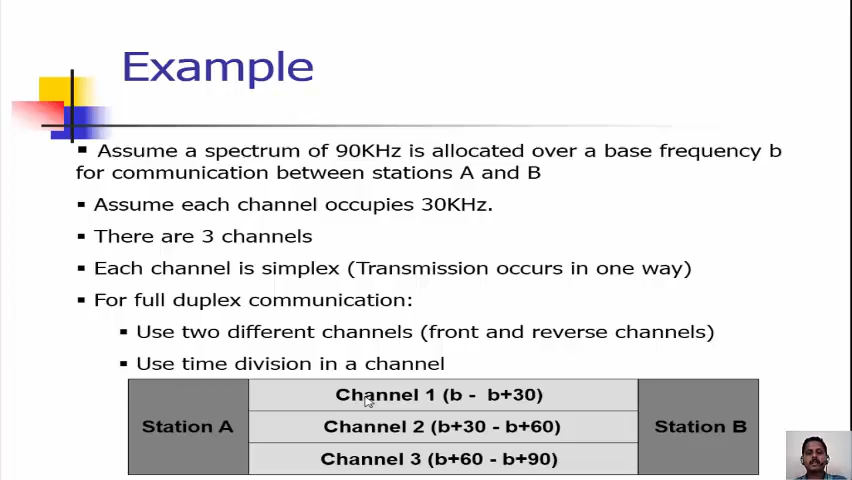 Example
▪ Assume a spectrum of 90KHz is allocated over a base frequency b
for communication between stations A and B
▪ Assume each channel occupies 30KHz.
▪ There are 3 channels
▪ Each channel is simplex (Transmission occurs in one way)
▪ For full duplex communication:
▪ Use two different channels (front and reverse channels)
▪ Use time division in a channel
Channel 1 (b - b+30)
Station A Channel 2 (b+30 - b+60) Station B
Channel 3 (b+60 - b+90)